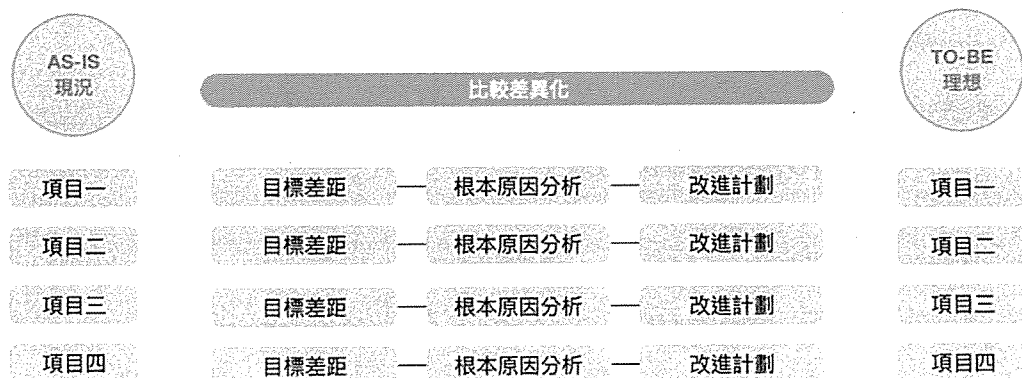 AS-IS
現況
比較差異化
TO-BE
理想
項目一 目標差距 根本原因分析 改進計劃 項目一
項目二 目標差距 根本原因分析 改進計劃 項目二
項目三 目標差距 根本原因分析 改進計劃 項目三
項目四 目標差距 根本原因分析 改進計劃 項目四